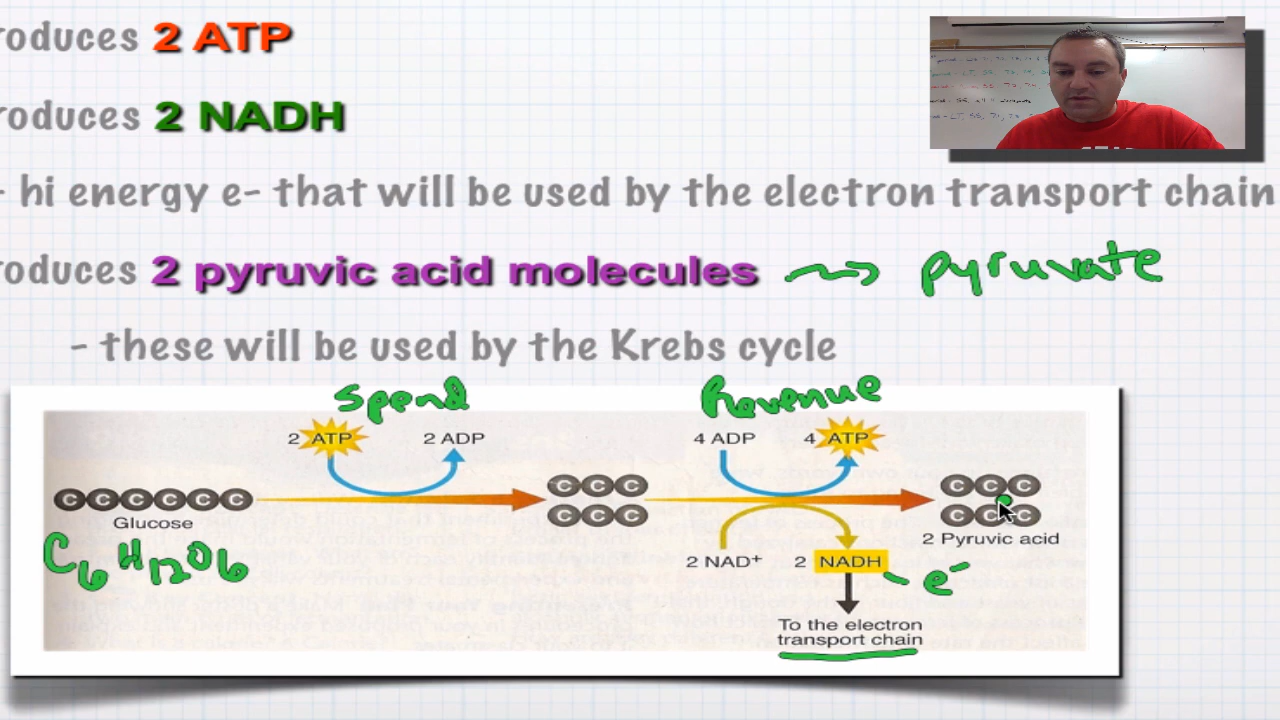 roduces 2 ATP
roduces 2 NADH
- hi energy e- that will be used by the electron transport chain
oduces 2 pyruvic acid molecules pyruvate
- these will be used by the Krebs cycle
Spend Revenue
2 ATP 2 ADP 4 ADP 4 ATP
C C C C C C C C C C C C
Glucose C C C C C C
2 Pyruvic acid
C6H12O6 2 NAD+ 2 NADH - e-
To the electron
transport chain